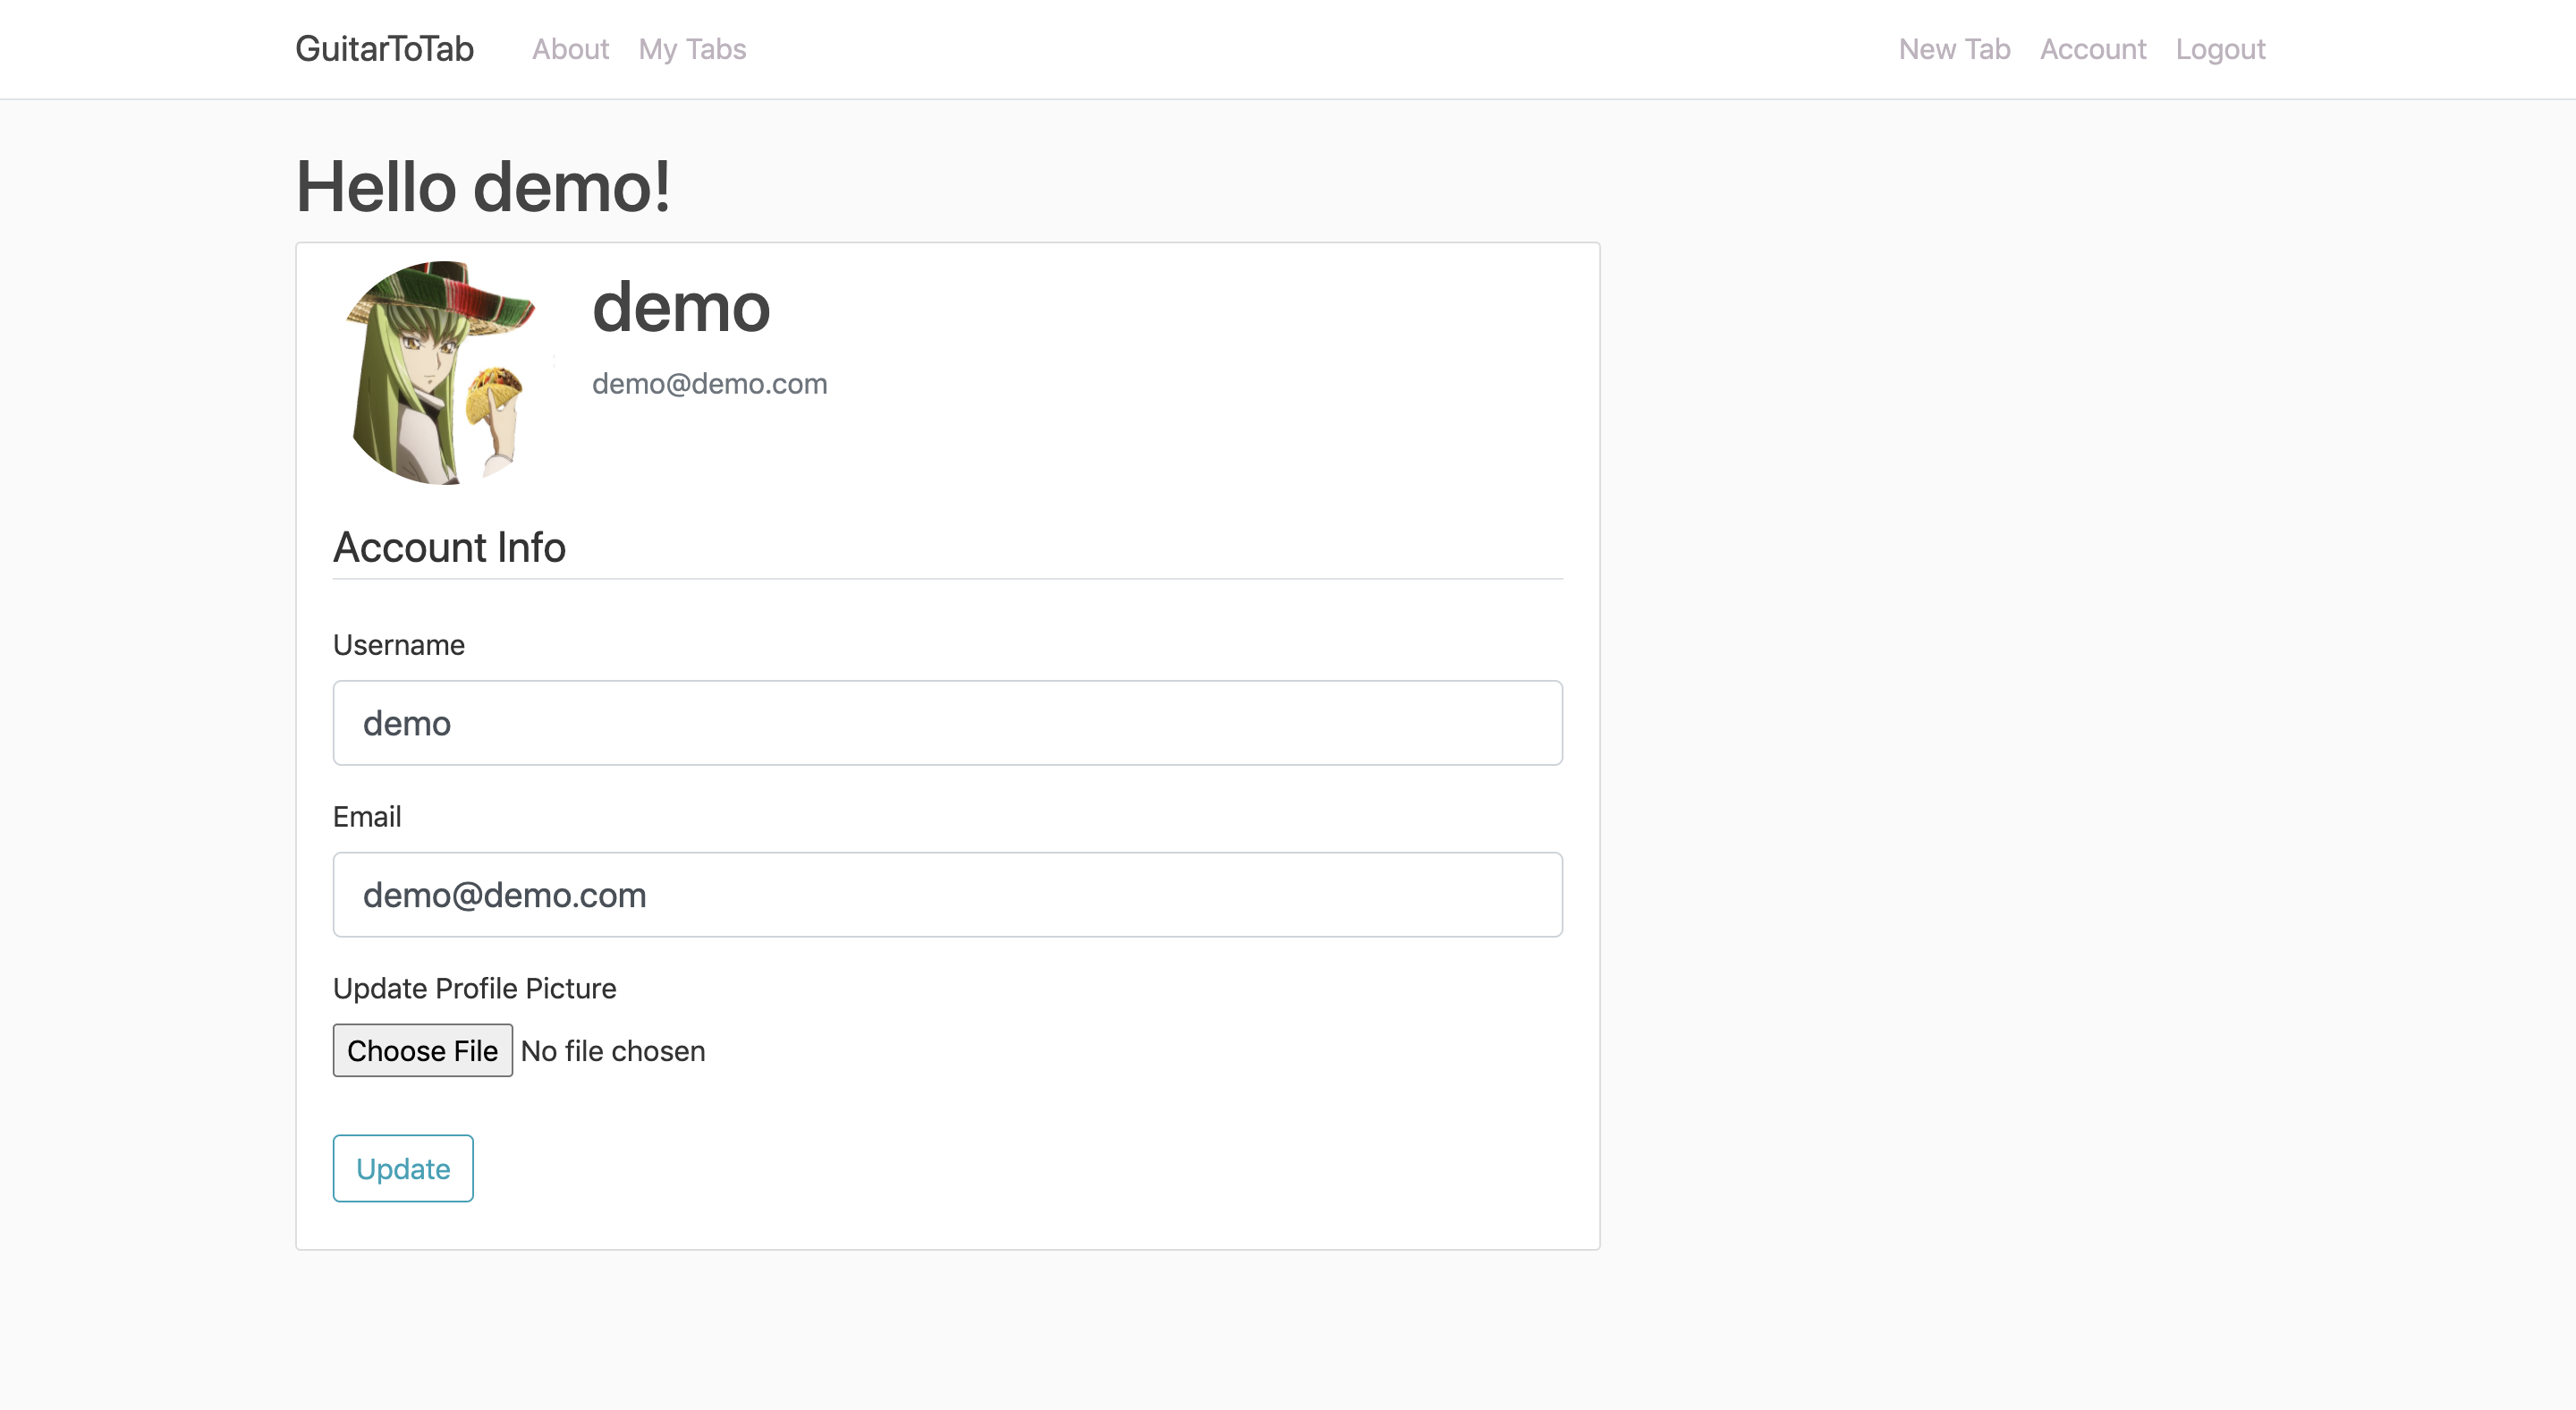 GuitarToTab About My Tabs New Tab Account Logout
Hello demo!
demo
demo@demo.com
Account Info
Username
demo
Email
demo@demo.com
Update Profile Picture
Choose File No file chosen
Update